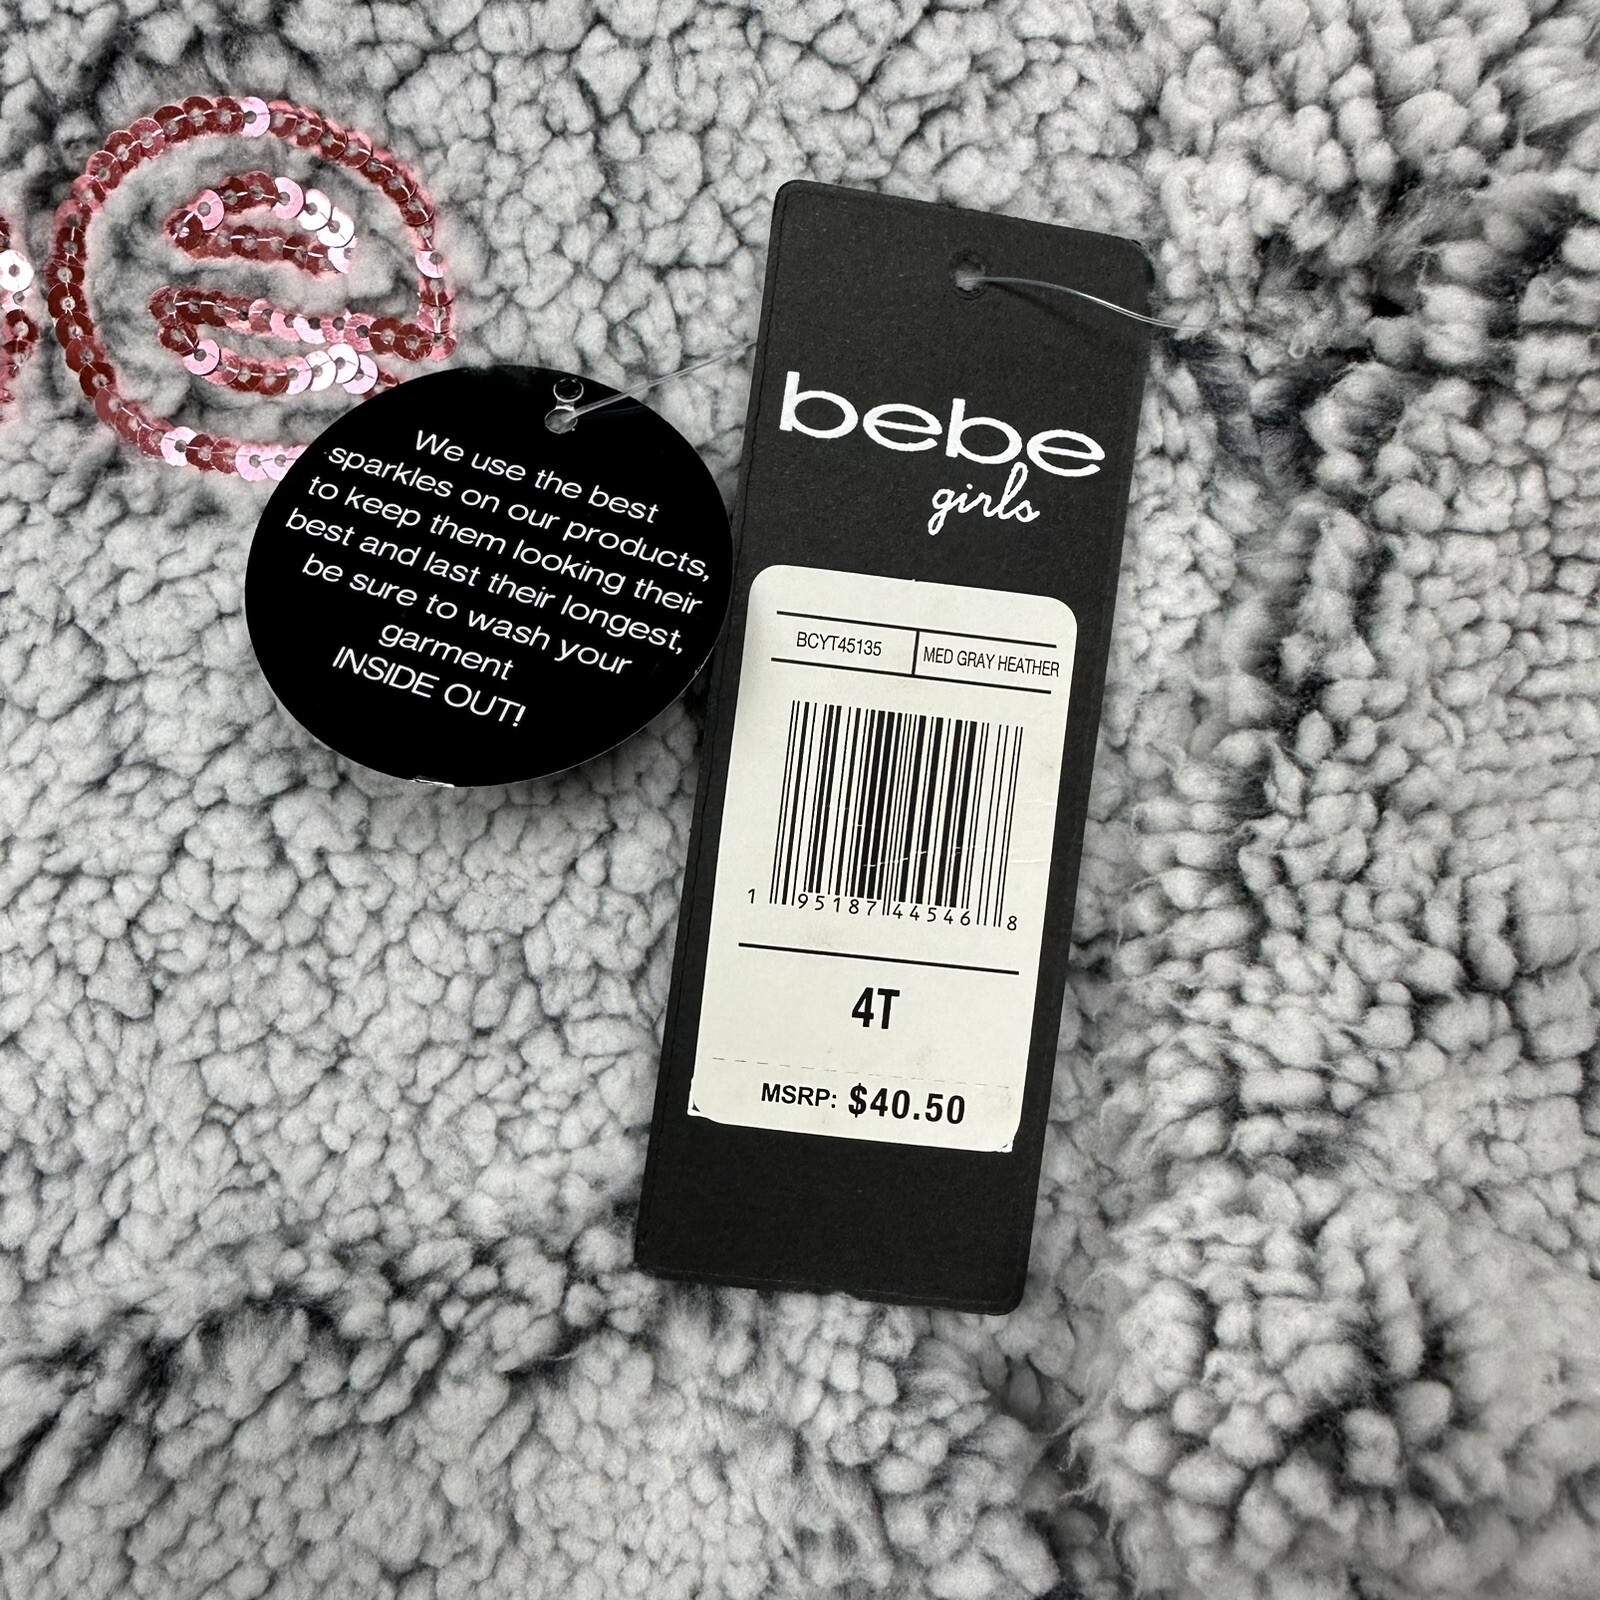 e
We use the best
sparkles on our products,
to keep them looking their
best and last their longest,
be sure to wash your
garment
INSIDE OUT!
bebe
girls
BCYT45135 MED GRAY HEATHER
1 95187 44546 8
4T
MSRP: $40.50